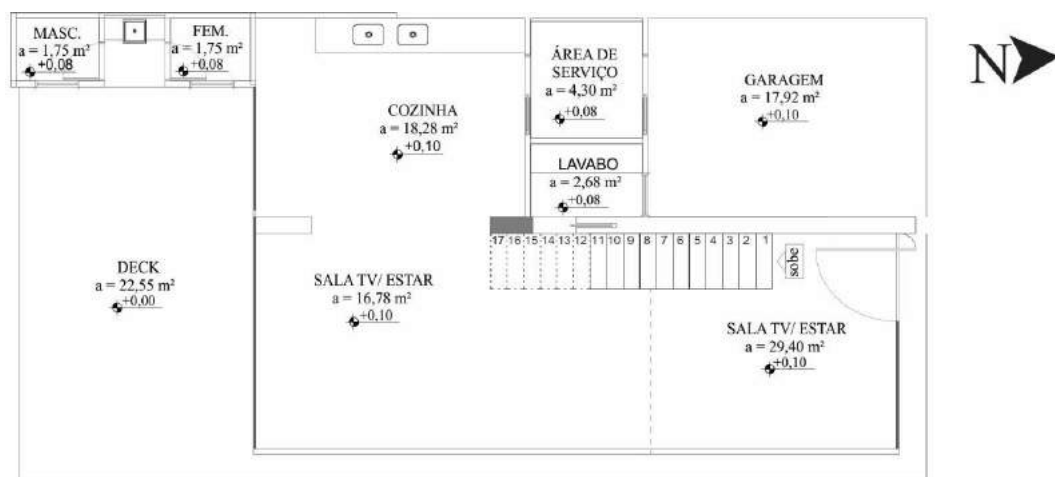 MASC.
a = 1,75 m²
+0,08
FEM.
a = 1,75 m²
+0,08
COZINHA
a = 18,28 m²
+0,10
ÁREA DE
SERVIÇO
a = 4,30 m²
+0,08
GARAGEM
a = 17,92 m²
+0,10
N
LAVABO
a = 2,68 m²
+0,08
17 16 15 14 13 12 11 10 9 8 7 6 5 4 3 2 1
sobe
DECK
a = 22,55 m²
+0,00
SALA TV/ ESTAR
a = 16,78 m²
+0,10
SALA TV/ ESTAR
a = 29,40 m²
+0,10